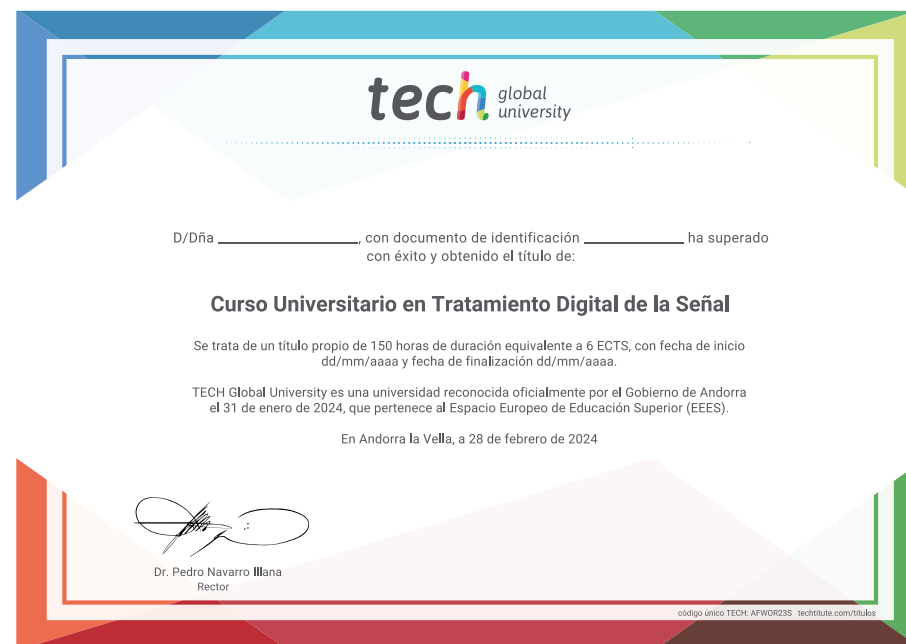 tech global university
D/Dña ____________________, con documento de identificación ______________ ha superado
con éxito y obtenido el título de:
Curso Universitario en Tratamiento Digital de la Señal
Se trata de un título propio de 150 horas de duración equivalente a 6 ECTS, con fecha de inicio
dd/mm/aaaa y fecha de finalización dd/mm/aaaa.
TECH Global University es una universidad reconocida oficialmente por el Gobierno de Andorra
el 31 de enero de 2024, que pertenece al Espacio Europeo de Educación Superior (EEES).
En Andorra la Vella, a 28 de febrero de 2024
Dr. Pedro Navarro Illana
Rector
código único TECH: AFWOR23S techtitute.com/titulos